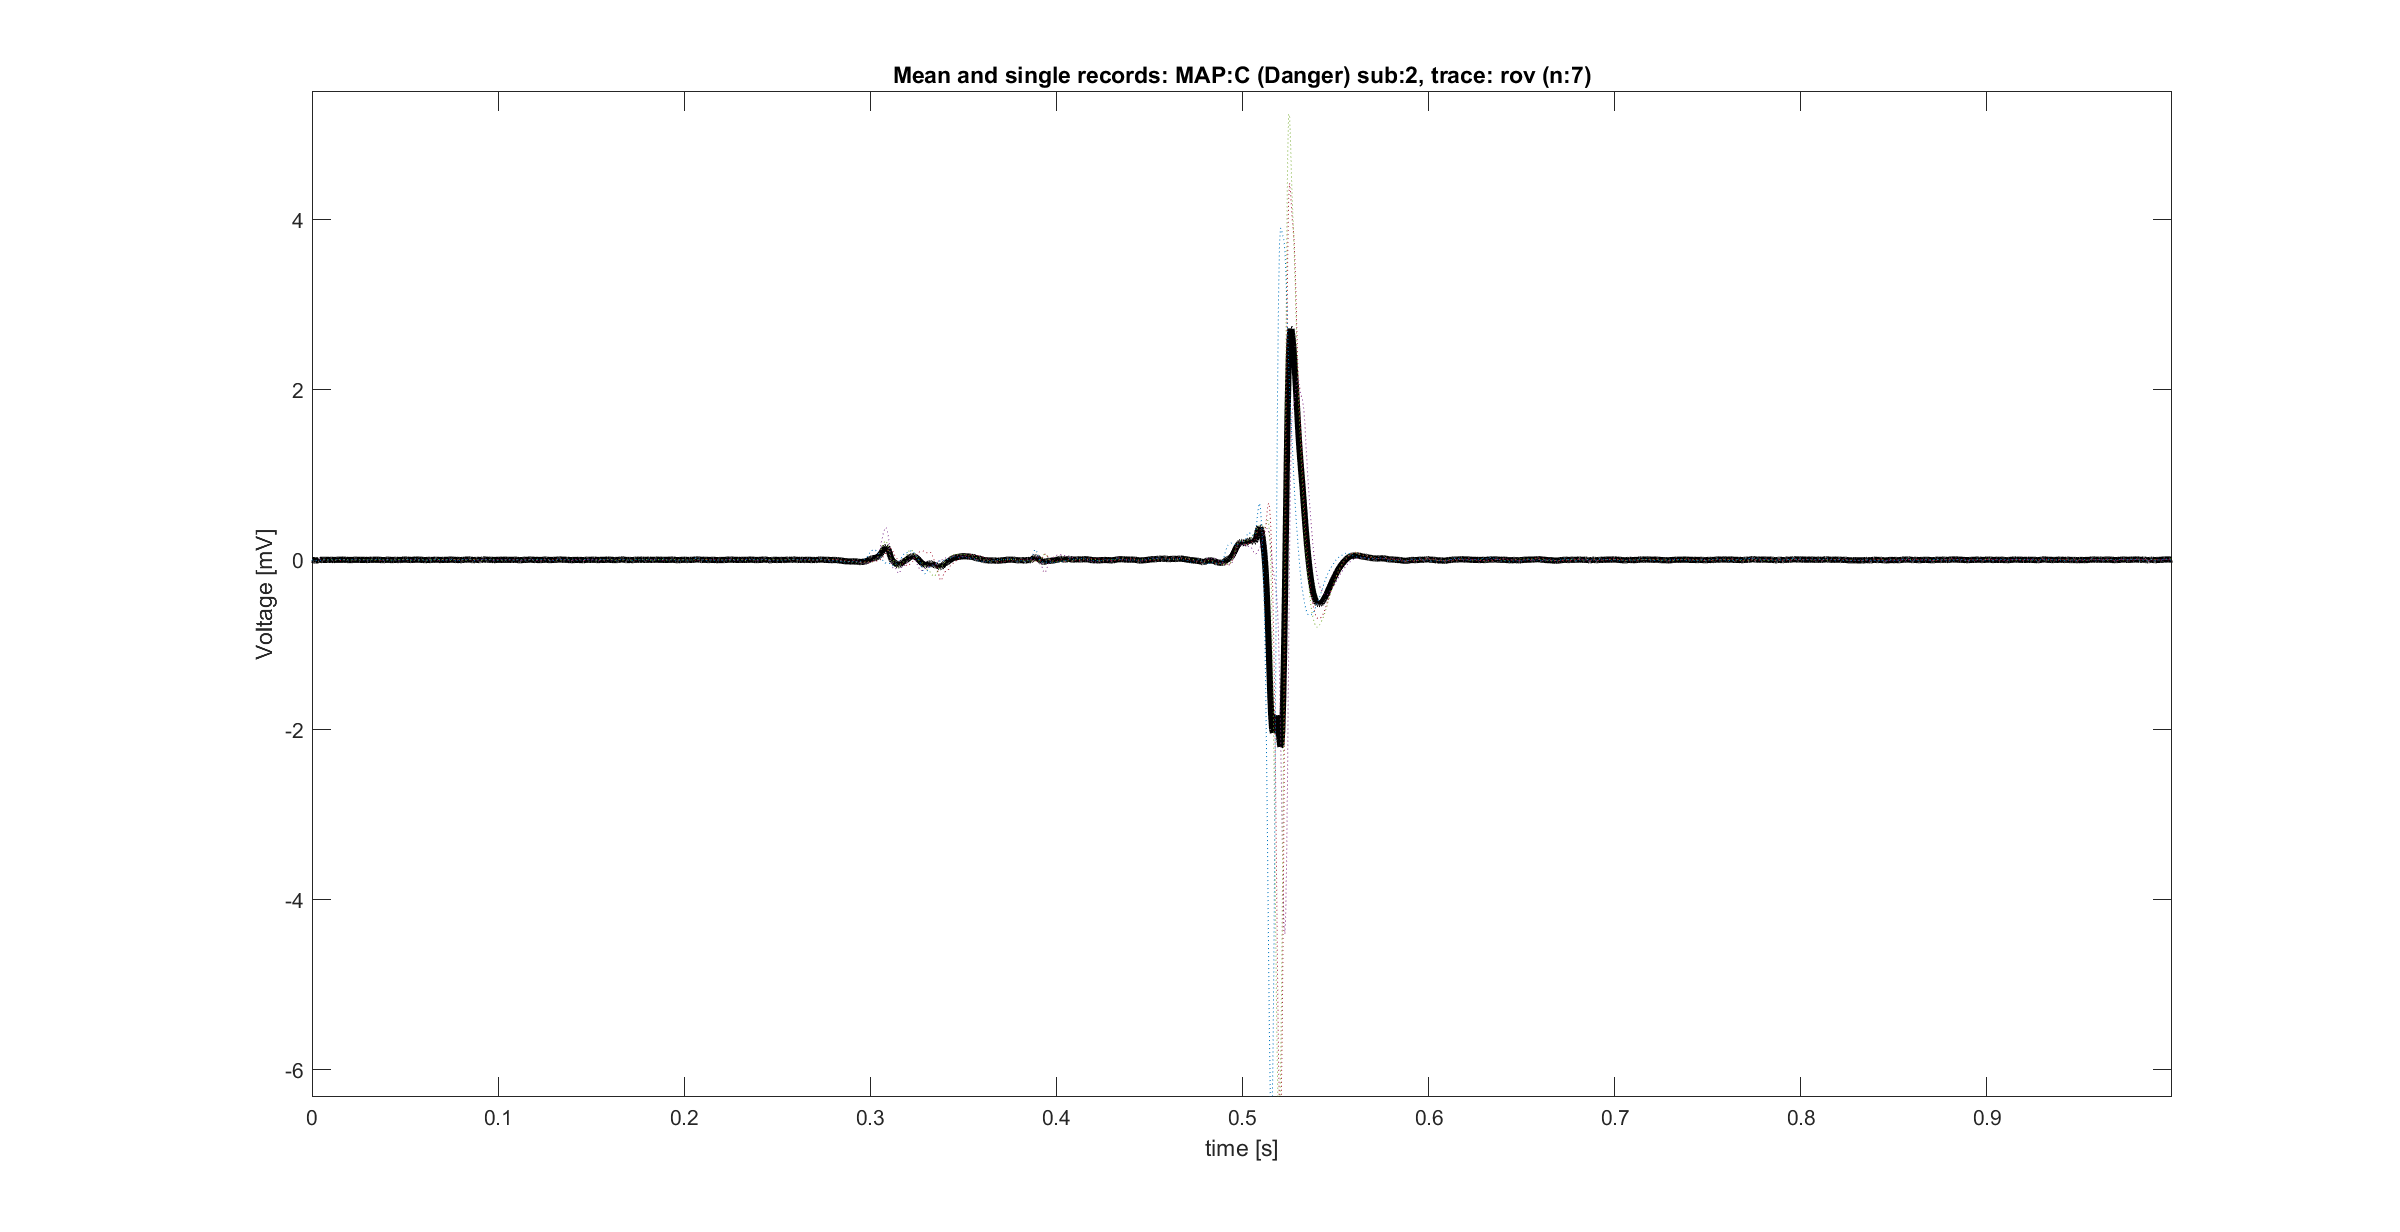 Mean and single records: MAP:C (Danger) sub:2, trace: rov (n:7)
4
2
0
-2
-4
-6
Voltage [mV]
0 0.1 0.2 0.3 0.4 0.5 0.6 0.7 0.8 0.9
time [s]